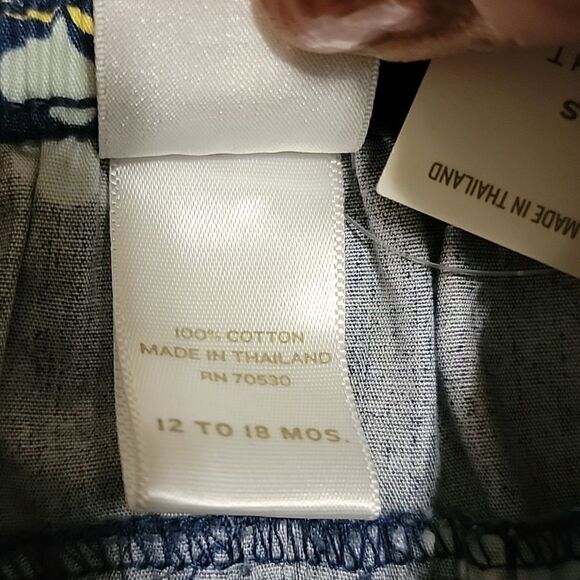 100% COTTON
MADE IN THAILAND
RN 70530
12 TO 18 MOS.
MADE IN THAILAND